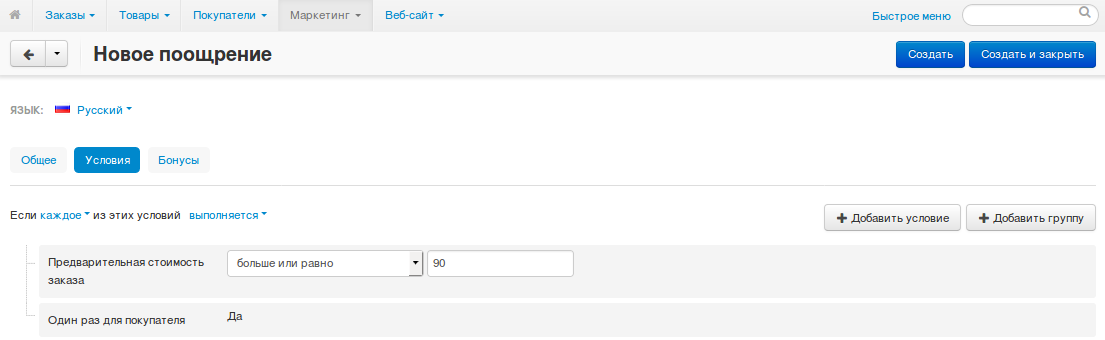 Заказы Товары Покупатели Маркетинг Веб-сайт Быстрое меню
Новое поощрение Создать Создать и закрыть
ЯЗЫК: Русский
Общее Условия Бонусы
Если каждое из этих условий выполняется Добавить условие Добавить группу
Предварительная стоимость больше или равно 90
заказа
Один раз для покупателя Да